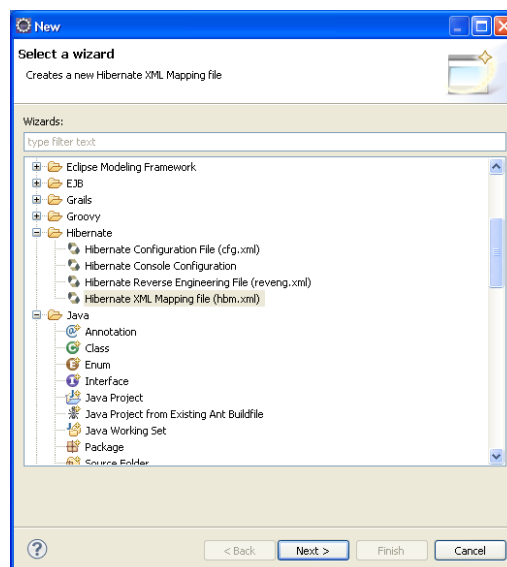 New
Select a wizard
Creates a new Hibernate XML Mapping file
Wizards:
type filter text
Eclipse Modeling Framework
EJB
Grails
Groovy
Hibernate
Hibernate Configuration File (cfg.xml)
Hibernate Console Configuration
Hibernate Reverse Engineering File (reveng.xml)
Hibernate XML Mapping file (hbm.xml)
Java
Annotation
Class
Enum
Interface
Java Project
Java Project from Existing Ant Buildfile
Java Working Set
Package
Source Folder
< Back Next > Finish Cancel